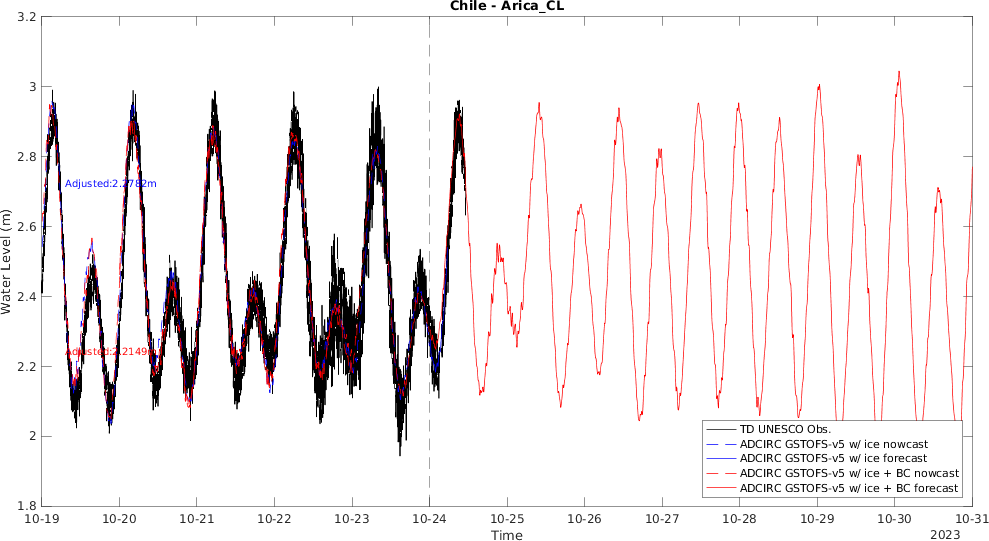 Chile - Arica_CL
3.2
3
2.8
2.6
2.4
2.2
2
1.8
Water Level (m)
Adjusted:2.2782m
Adjusted:2.2149m
TD UNESCO Obs.
ADCIRC GSTOFS-v5 w/ ice nowcast
ADCIRC GSTOFS-v5 w/ ice forecast
ADCIRC GSTOFS-v5 w/ ice + BC nowcast
ADCIRC GSTOFS-v5 w/ ice + BC forecast
10-19 10-20 10-21 10-22 10-23 10-24 10-25 10-26 10-27 10-28 10-29 10-30 10-31
Time
2023